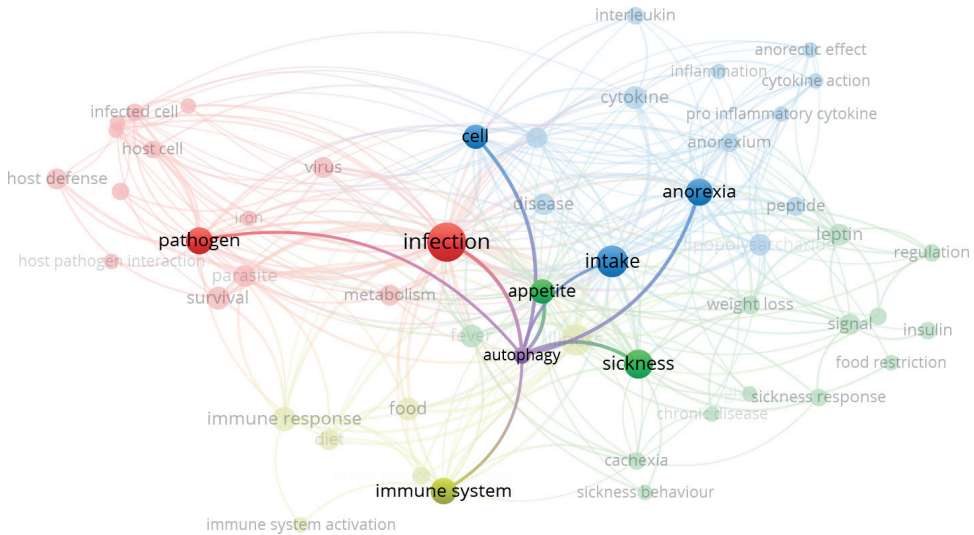 interleukin
anorectic effect
inflammation
cytokine action
cytokine
infected cell
pro inflammatory cytokine
cell
anorexium
host cell
virus
host defense
anorexia
disease
peptide
iron
leptin
pathogen
infection
regulation
host pathogen interaction
intake
parasite
appetite
survival
metabolism
weight loss
signal
insulin
fever
autophagy
sickness
food restriction
sickness response
food
immune response
chronic disease
diet
cachexia
immune system
sickness behaviour
immune system activation